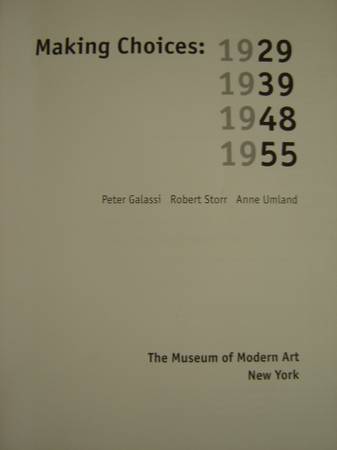 Making Choices: 1929
1939
1948
1955
Peter Galassi Robert Storr Anne Umland
The Museum of Modern Art
New York